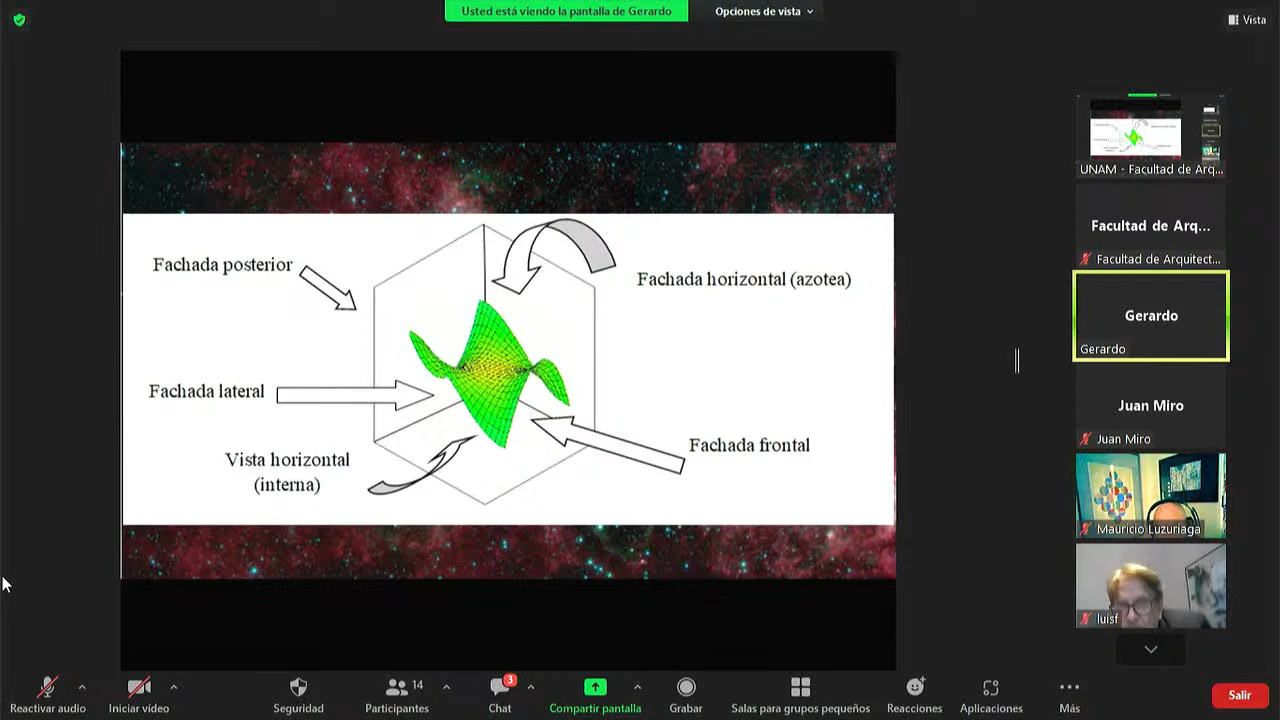 Usted está viendo la pantalla de Gerardo
Opciones de vista
Vista
UNAM - Facultad de Arq...
Facultad de Arq...
Facultad de Arquitect...
Gerardo
Gerardo
Juan Miro
Juan Miro
Mauricio Luzuriaga
luisf
Fachada posterior
Fachada horizontal (azotea)
Fachada lateral
Fachada frontal
Vista horizontal
(interna)
Reactivar audio
Iniciar video
Seguridad
14
Participantes
3
Chat
Compartir pantalla
Grabar
Salas para grupos pequeños
Reacciones
Aplicaciones
Más
Salir